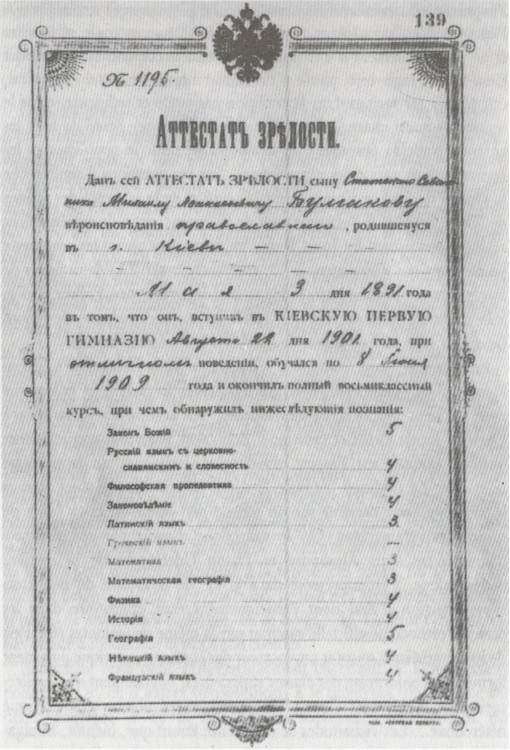 139
№ 1195.
АТТЕСТАТЪ ЗРѢЛОСТИ.
Данъ сей АТТЕСТАТЪ ЗРѢЛОСТИ сыну Статскаго Совѣт-
ника Михаилу Аѳанасіевичу Булгакову
вѣроисповѣданія православнаго, родившемуся
въ г. Кіевѣ — — —
— — — — — — — —
Мая 3 дня 1891 года
въ томъ, что онъ, вступивъ въ КІЕВСКУЮ ПЕРВУЮ
ГИМНАЗІЮ Августа 22 дня 1901 года, при
отличномъ поведеніи, обучался по 8 Іюня
1909 года и окончилъ полный восьмиклассный
курсъ, при чемъ обнаружилъ нижеслѣдующія познанія:
Законъ Божій 5
Русскій языкъ съ церковно-
славянскимъ и словесность 4
Философская пропедевтика 4
Законовѣдѣніе 4
Латинскій языкъ 3
Греческій языкъ —
Математика 3
Математическая географія 3
Физика 4
Исторія 4
Географія 5
Нѣмецкій языкъ 4
Французскій языкъ 4